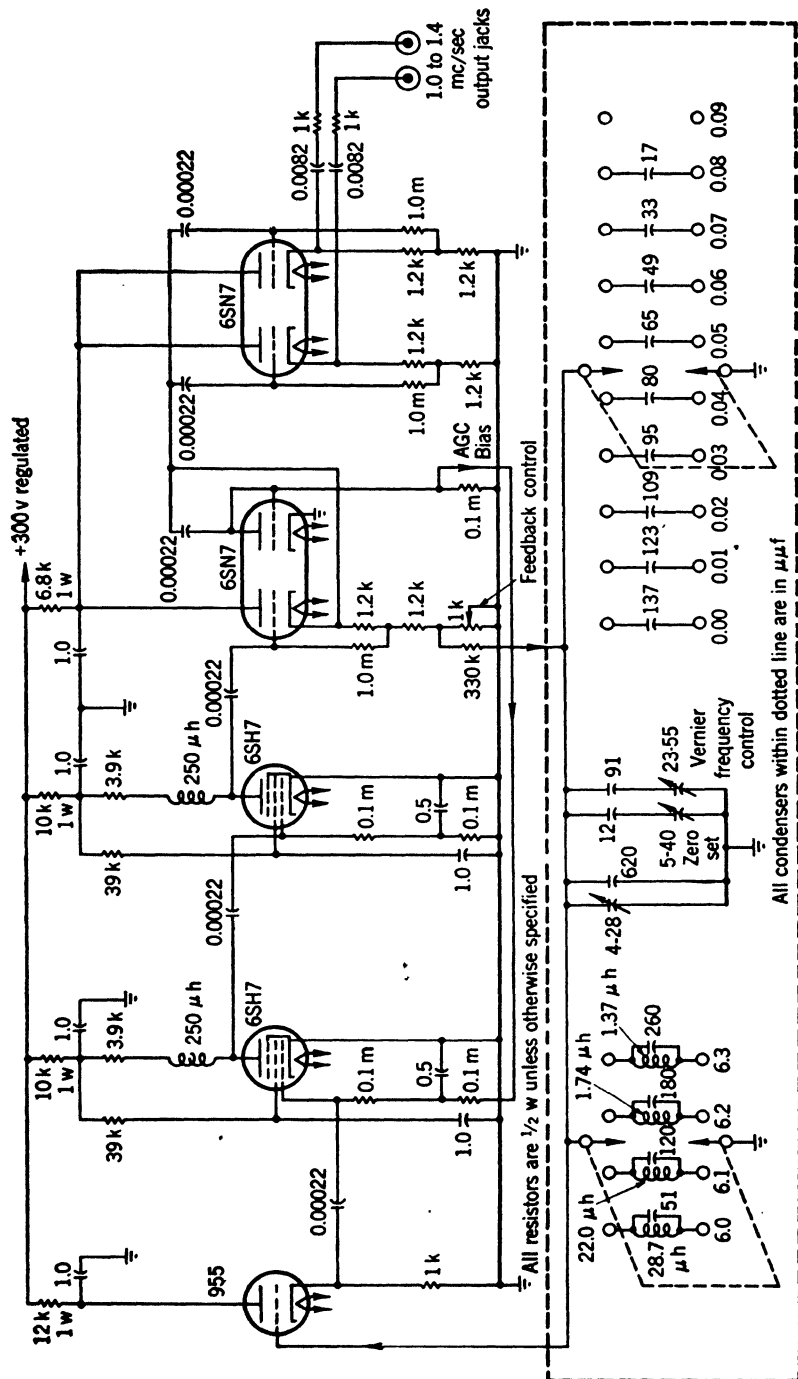 +300 v regulated
12 k
1 w
1.0
10 k
1 w
1.0
39 k
3.9 k
250 μh
10 k
1 w
1.0
39 k
3.9 k
250 μh
1.0
6.8 k
1 w
0.00022
0.00022
0.00022
955
6SH7
6SH7
6SN7
6SN7
0.00022
0.00022
0.00022
0.0082
1 k
0.0082
1 k
1.0 to 1.4
mc/sec
output jacks
1 k
0.1 m
0.5
0.1 m
1.0
0.1 m
0.5
0.1 m
1.0
1.0 m
1.2 k
1.2 k
330 k
1 k
0.1 m
AGC
Bias
Feedback control
1.0 m
1.2 k
1.2 k
1.2 k
1.0 m
1.2 k
All resistors are 1/2 w unless otherwise specified
28.7
μh
51
22.0 μh
120
1.74 μh
180
1.37 μh
260
6.0
6.1
6.2
6.3
4-28
620
12
91
5-40
Zero
set
23-55
Vernier
frequency
control
137
123
109
95
80
65
49
33
17
0.00
0.01
0.02
0.03
0.04
0.05
0.06
0.07
0.08
0.09
All condensers within dotted line are in μμf